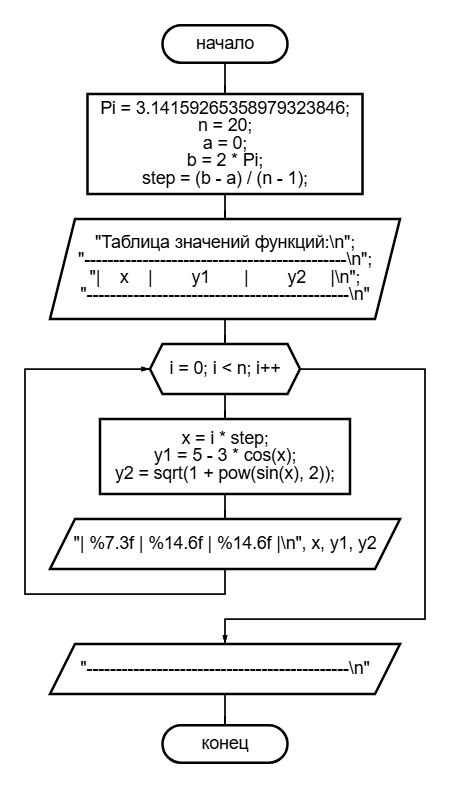 начало
Pi = 3.14159265358979323846;
n = 20;
a = 0;
b = 2 * Pi;
step = (b - a) / (n - 1);
"Таблица значений функций:\n";
"--------------------------------------------\n";
"|    x    |        y1       |        y2     |\n";
"--------------------------------------------\n"
i = 0; i < n; i++
x = i * step;
y1 = 5 - 3 * cos(x);
y2 = sqrt(1 + pow(sin(x), 2));
"| %7.3f | %14.6f | %14.6f |\n", x, y1, y2
"--------------------------------------------\n"
конец